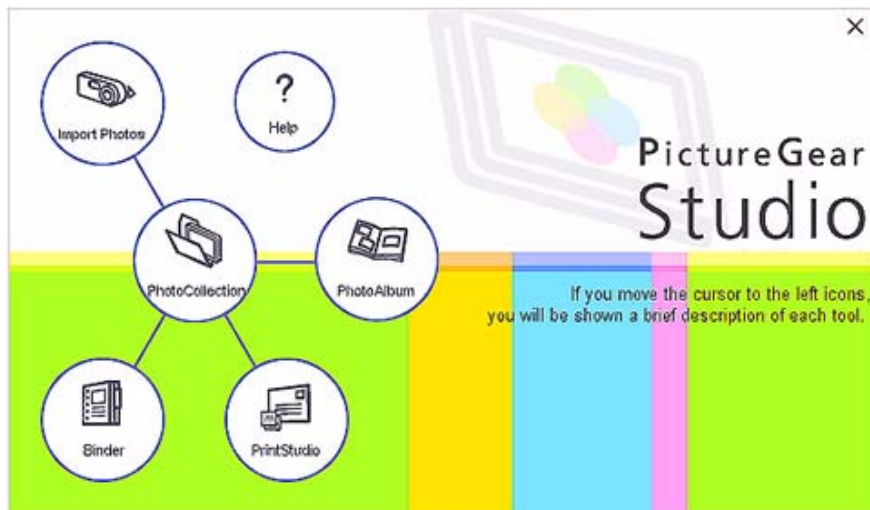 Import Photos
?
Help
PictureGear
Studio
PhotoCollection
PhotoAlbum
If you move the cursor to the left icons,
you will be shown a brief description of each tool.
Binder
PrintStudio